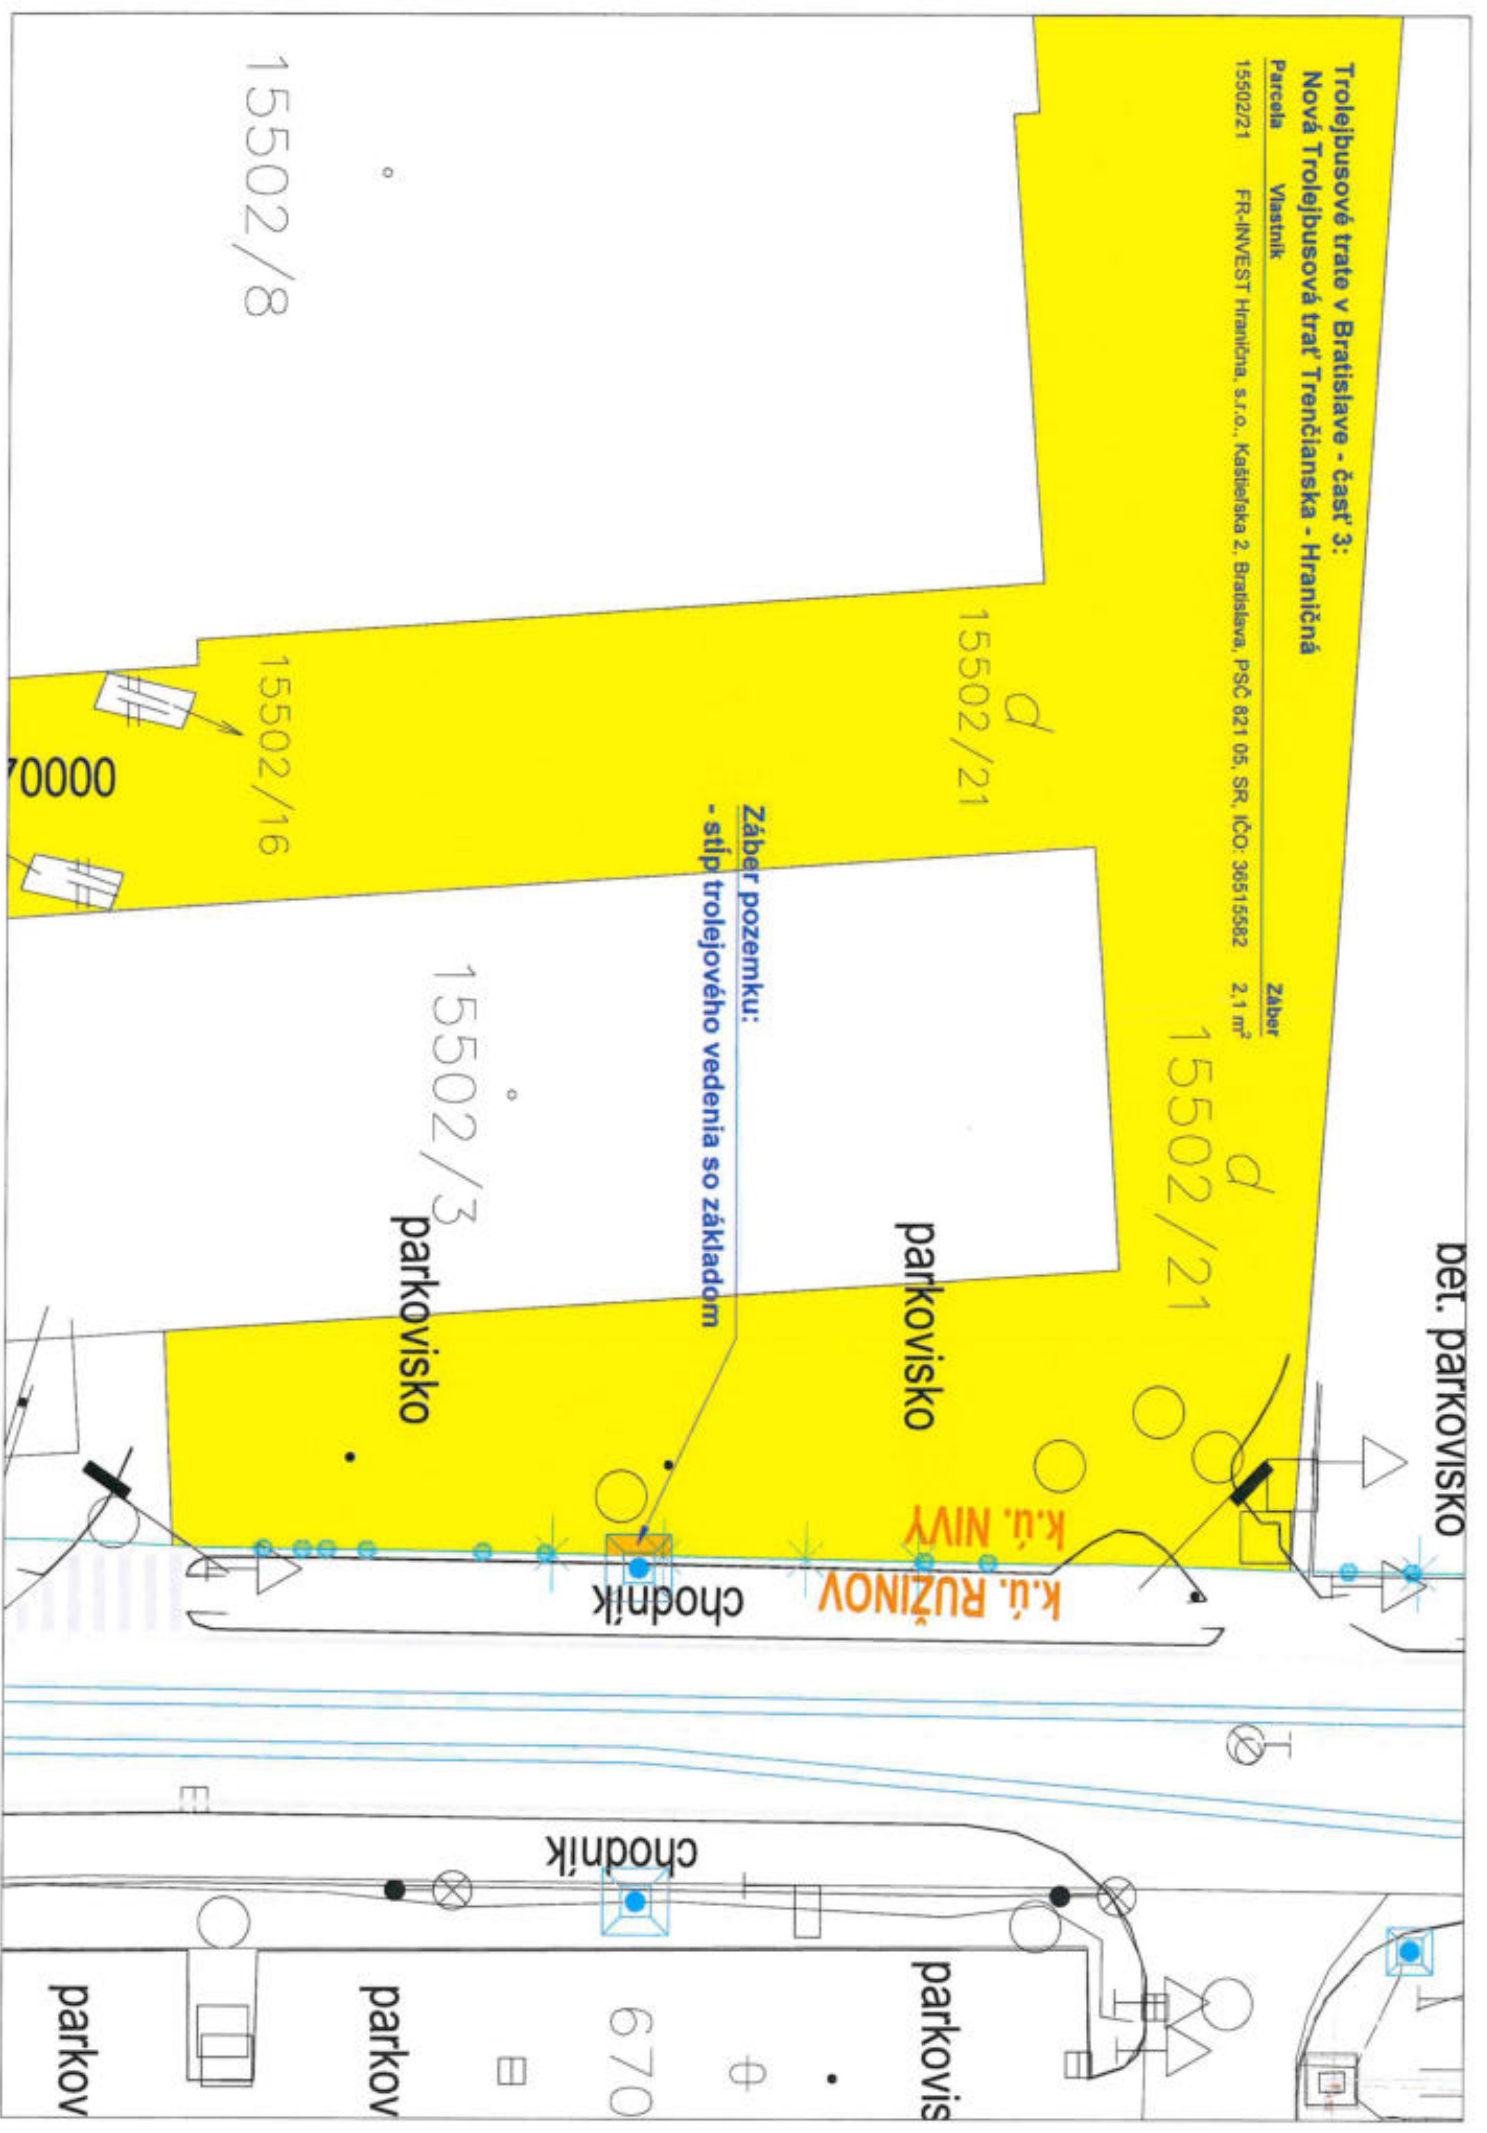 Trolejbusové trate v Bratislave - časť 3:
Nová Trolejbusová trať Trenčianska - Hraničná
Parcela Vlastník Záber
15502/21 FR-INVEST Hraničná, s.r.o., Kaštieľska 2, Bratislava, PSČ 821 05, SR, IČO: 36515582 2,1 m²
15502/8
d
15502/21
15502/16
70000
Záber pozemku:
- stĺp trolejového vedenia so základom
d
15502/21
15502/3
bet. parkovisko
parkovisko
parkovisko
k.ú. NIVY
k.ú. RUŽINOV
chodník
chodník
parkovis
670
parkov
parkov